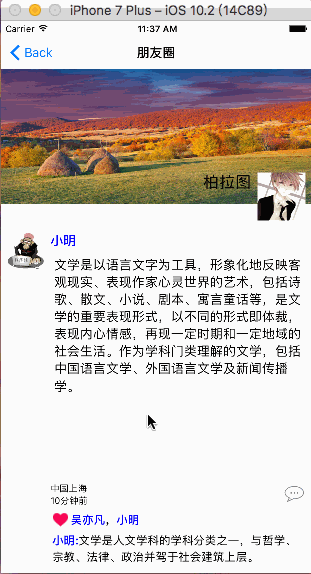 iPhone 7 Plus – iOS 10.2 (14C89)
Carrier 11:37 AM
Back 朋友圈
柏拉图
小明
文学是以语言文字为工具，形象化地反映客
观现实、表现作家心灵世界的艺术，包括诗
歌、散文、小说、剧本、寓言童话等，是文
学的重要表现形式，以不同的形式即体裁，
表现内心情感，再现一定时期和一定地域的
社会生活。作为学科门类理解的文学，包括
中国语言文学、外国语言文学及新闻传播
学。
中国上海
10分钟前
吴亦凡，小明
小明:文学是人文学科的学科分类之一，与哲学、
宗教、法律、政治并驾于社会建筑上层。